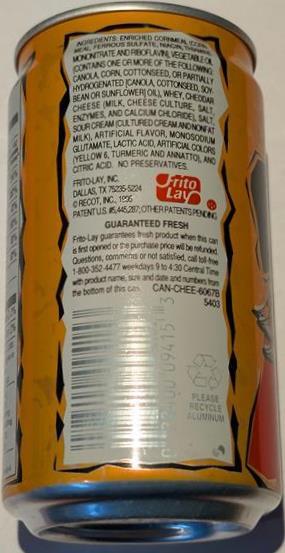 INGREDIENTS: ENRICHED CORNMEAL (CORN
MEAL, FERROUS SULFATE, NIACIN, THIAMIN
MONONITRATE AND RIBOFLAVIN), VEGETABLE OIL
(CONTAINS ONE OR MORE OF THE FOLLOWING:
CANOLA, CORN, COTTONSEED, OR PARTIALLY
HYDROGENATED (CANOLA, COTTONSEED, SOY-
BEAN OR SUNFLOWER) OIL), WHEY, CHEDDAR
CHEESE (MILK, CHEESE CULTURE, SALT,
ENZYMES, AND CALCIUM CHLORIDE), SALT,
SOUR CREAM (CULTURED CREAM AND NONFAT
MILK), ARTIFICIAL FLAVOR, MONOSODIUM
GLUTAMATE, LACTIC ACID, ARTIFICIAL COLORS
(YELLOW 6, TURMERIC AND ANNATTO), AND
CITRIC ACID. NO PRESERVATIVES.
FRITO-LAY, INC.
DALLAS, TX 75235-5224
© RECOT, INC., 1995
PATENT U.S. #5,445,287; OTHER PATENTS PENDING
Frito Lay
GUARANTEED FRESH
Frito-Lay guarantees fresh product when this can
is first opened or the purchase price will be refunded.
Questions, comments or not satisfied, call toll-free
1-800-352-4477 weekdays 9 to 4:30 Central Time
with product name, size and date and numbers from
the bottom of this can. CAN-CHEE-6067B
5403
PLEASE
RECYCLE
ALUMINUM